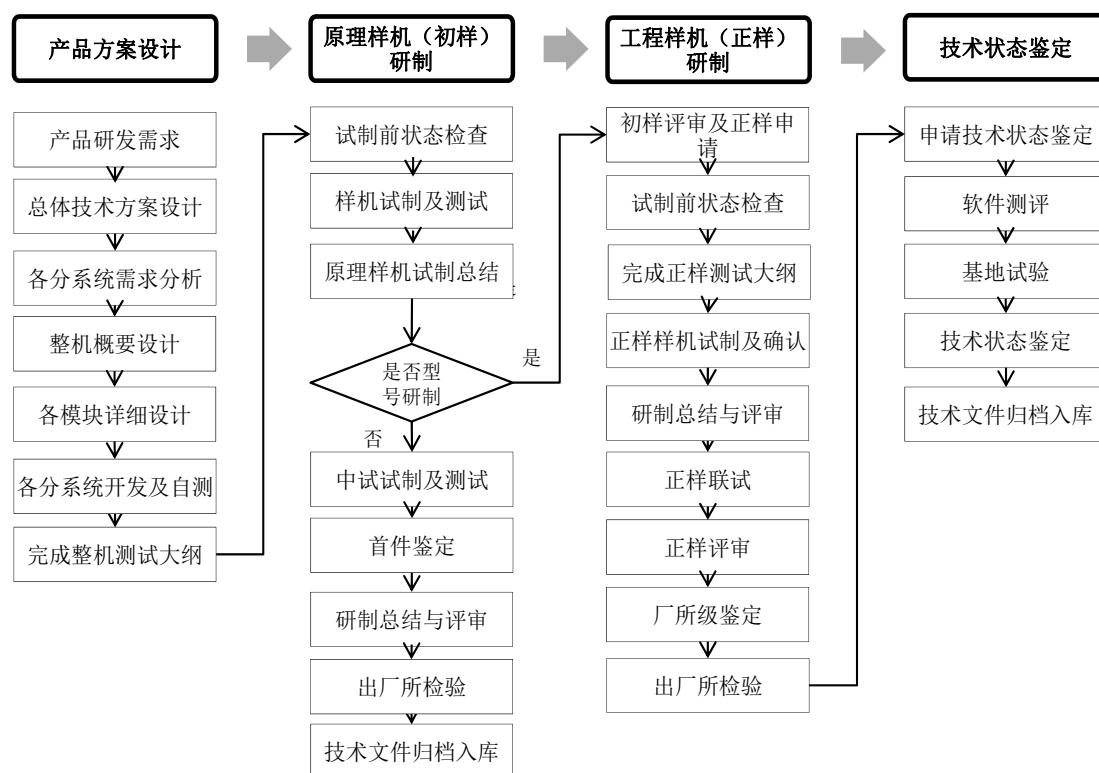 产品方案设计
原理样机（初样）
研制
工程样机（正样）
研制
技术状态鉴定
产品研发需求
总体技术方案设计
各分系统需求分析
整机概要设计
各模块详细设计
各分系统开发及自测
完成整机测试大纲
试制前状态检查
样机试制及测试
原理样机试制总结
是否型
号研制
是
否
中试试制及测试
首件鉴定
研制总结与评审
出厂所检验
技术文件归档入库
初样评审及正样申
请
试制前状态检查
完成正样测试大纲
正样样机试制及确认
研制总结与评审
正样联试
正样评审
厂所级鉴定
出厂所检验
申请技术状态鉴定
软件测评
基地试验
技术状态鉴定
技术文件归档入库